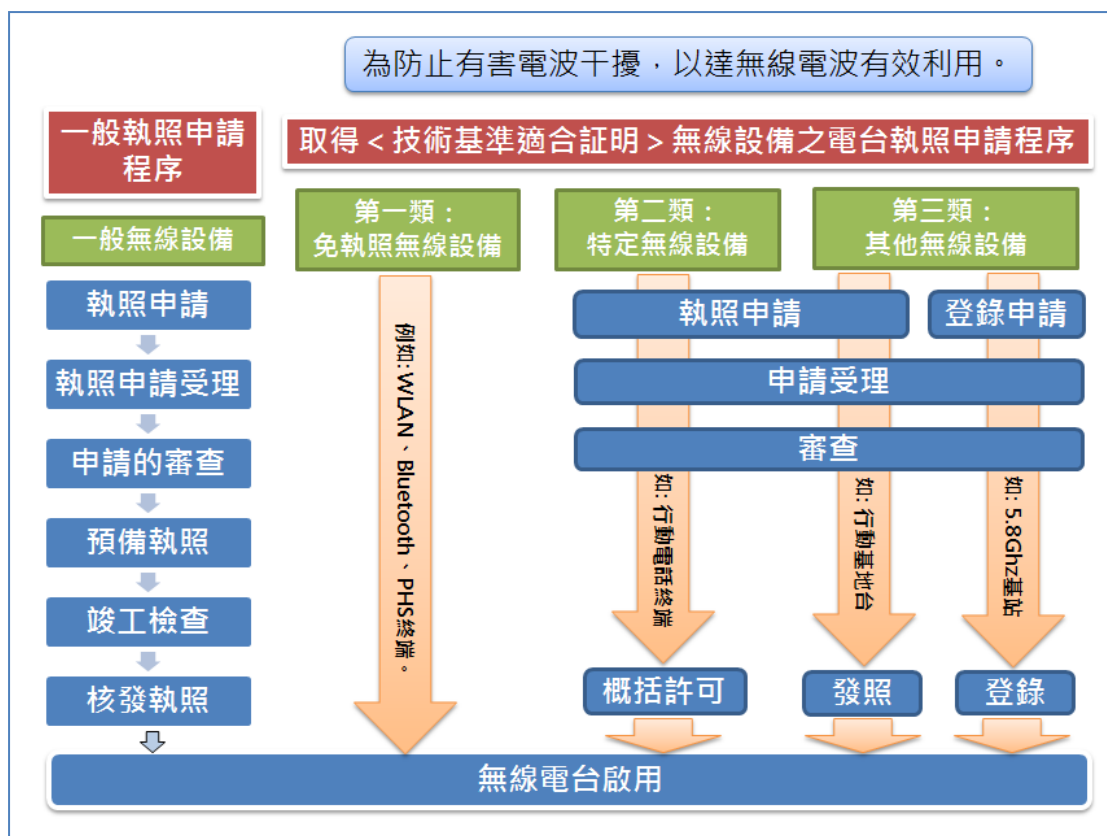 為防止有害電波干擾，以達無線電波有效利用。
一般執照申請
程序
取得＜技術基準適合証明＞無線設備之電台執照申請程序
一般無線設備
第一類：
免執照無線設備
第二類：
特定無線設備
第三類：
其他無線設備
執照申請
執照申請受理
申請的審查
預備執照
竣工檢查
核發執照
例如: WLAN、Bluetooth、PHS終端。
執照申請
登錄申請
申請受理
審查
如: 行動電話終端
如: 行動基地台
如: 5.8Ghz基站
概括許可
發照
登錄
無線電台啟用